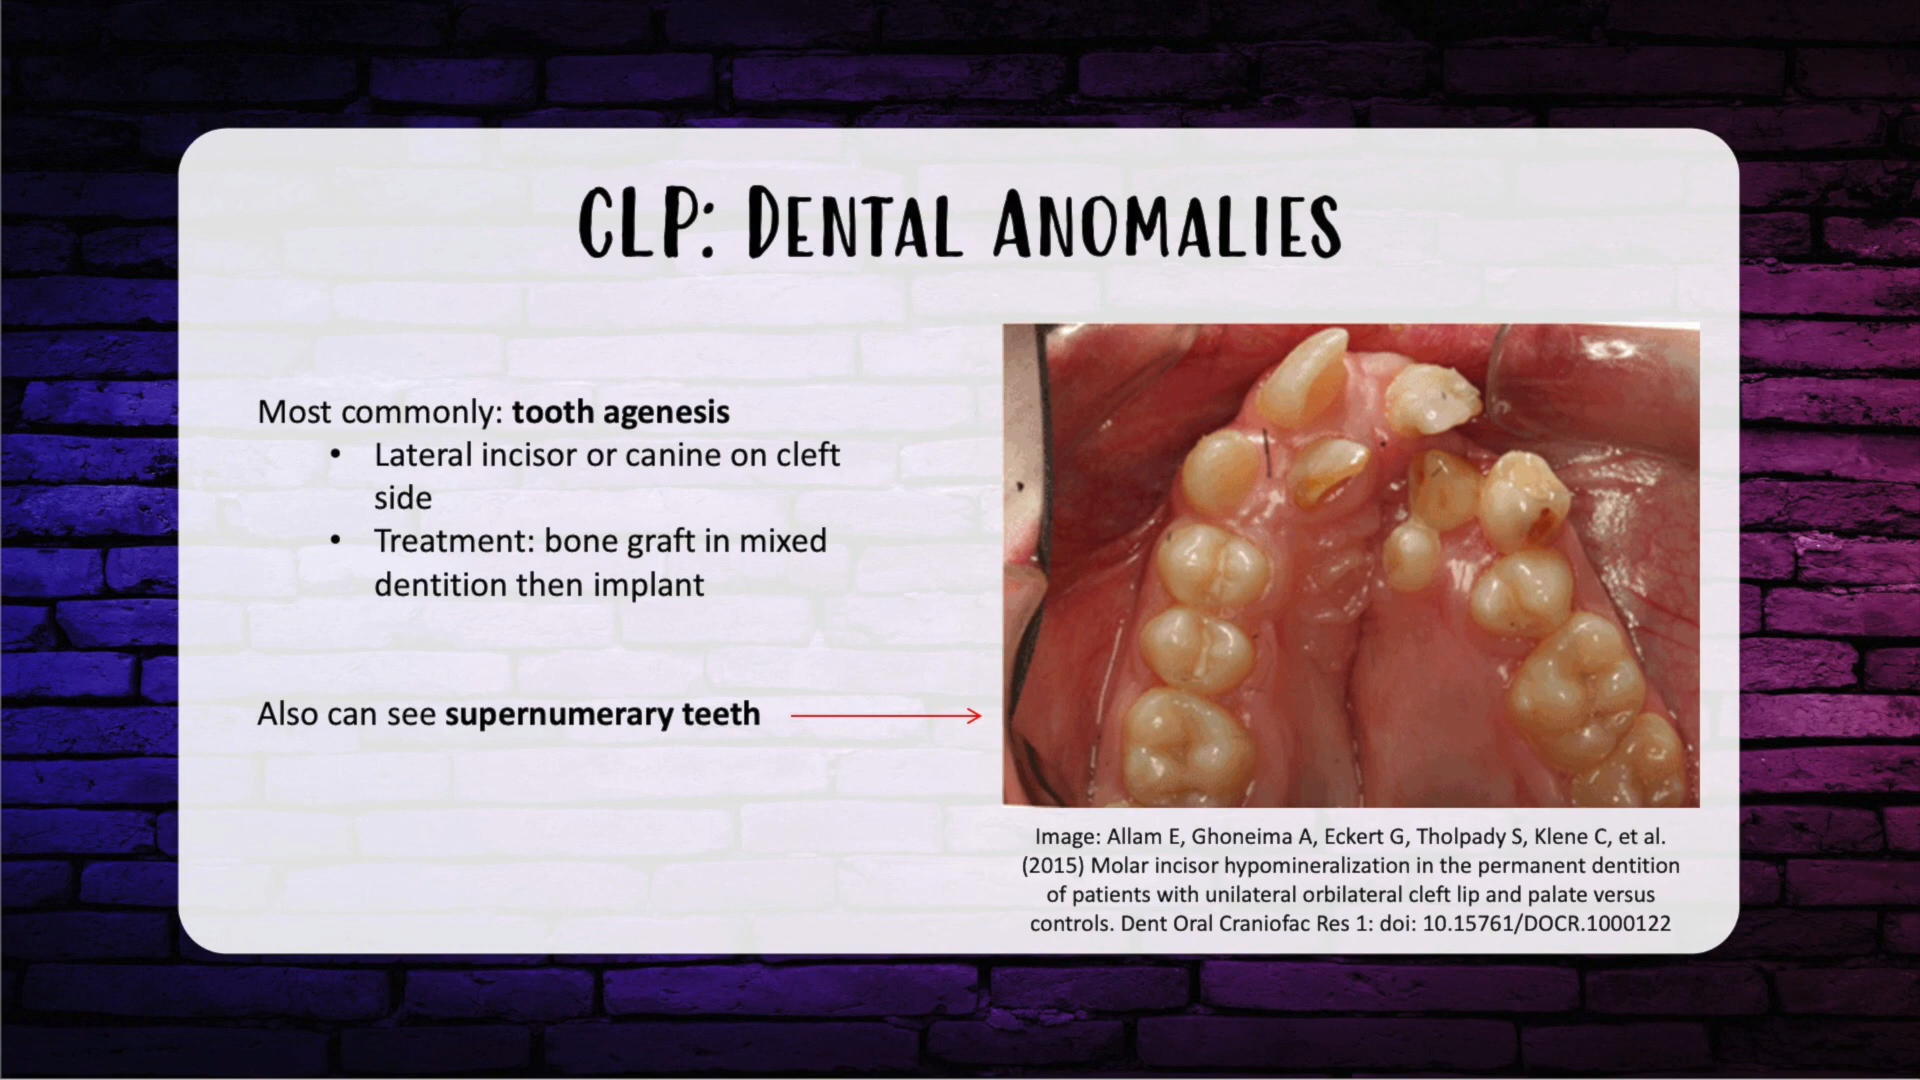 CLP: Dental Anomalies
Most commonly: tooth agenesis
• Lateral incisor or canine on cleft
side
• Treatment: bone graft in mixed
dentition then implant
Also can see supernumerary teeth
Image: Allam E, Ghoneima A, Eckert G, Tholpady S, Klene C, et al.
(2015) Molar incisor hypomineralization in the permanent dentition
of patients with unilateral orbilateral cleft lip and palate versus
controls. Dent Oral Craniofac Res 1: doi: 10.15761/DOCR.1000122